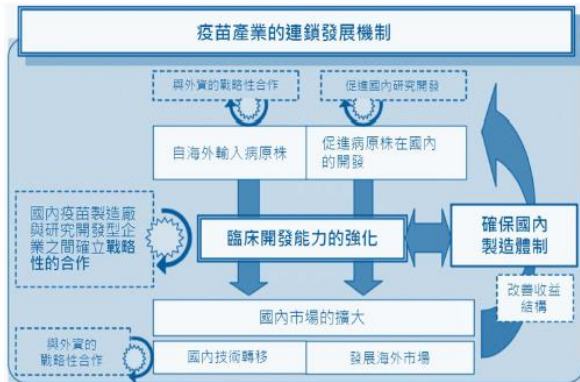 疫苗產業的連鎖發展機制
與外資的戰略性合作
促進國內研究開發
自海外輸入病原株
促進病原株在國內
的開發
國內疫苗製造廠
與研究開發型企
業之間確立戰略
性的合作
臨床開發能力的強化
確保國內
製造體制
改善收益
結構
國內市場的擴大
與外資的
戰略性合作
國內技術轉移
發展海外市場